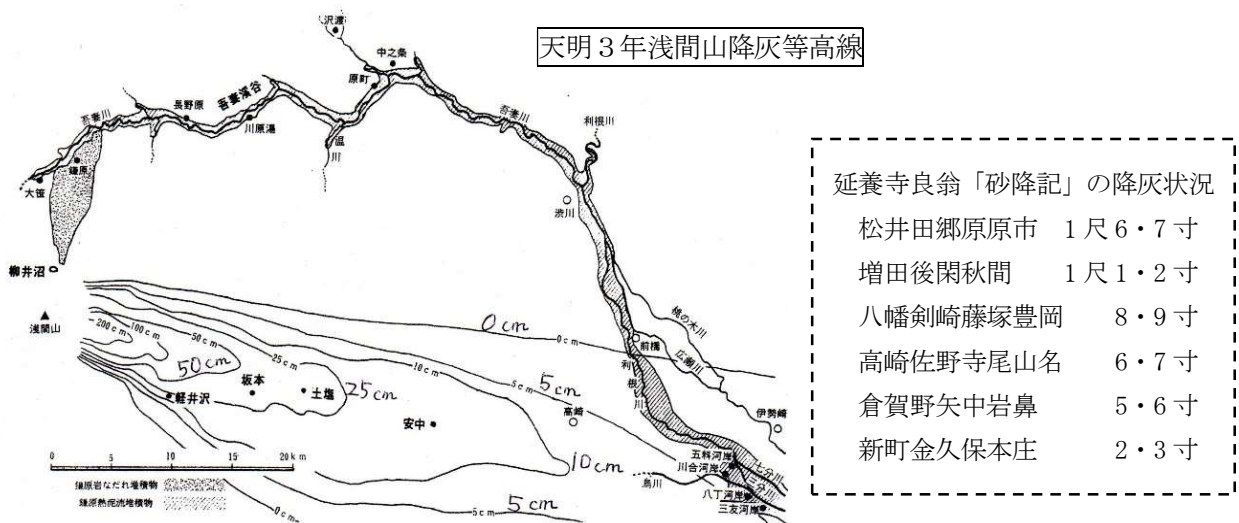 天明３年浅間山降灰等高線
沢渡
中之条
原町
吾妻渓谷
長野原
吾妻川
川原湯
温川
吾妻川
利根川
鎌原
大笹
渋川
柳井沼
浅間山
桃の木川
広瀬川
前橋
利根川
伊勢崎
0cm
0cm
200cm
100cm
50cm
25cm
10cm
5cm
5cm
50cm
25cm
坂本
土塩
軽井沢
安中
高崎
10cm
5cm
5cm
0cm
烏川
五料河岸
川合河岸
八丁河岸
三友河岸
七分川
三分川
0
5
10
15
20km
鎌原岩なだれ堆積物
鎌原熱泥流堆積物
延養寺良翁「砂降記」の降灰状況
松井田郷原原市 1尺6・7寸
増田後閑秋間 1尺1・2寸
八幡剣崎藤塚豊岡 8・9寸
高崎佐野寺尾山名 6・7寸
倉賀野矢中岩鼻 5・6寸
新町金久保本庄 2・3寸